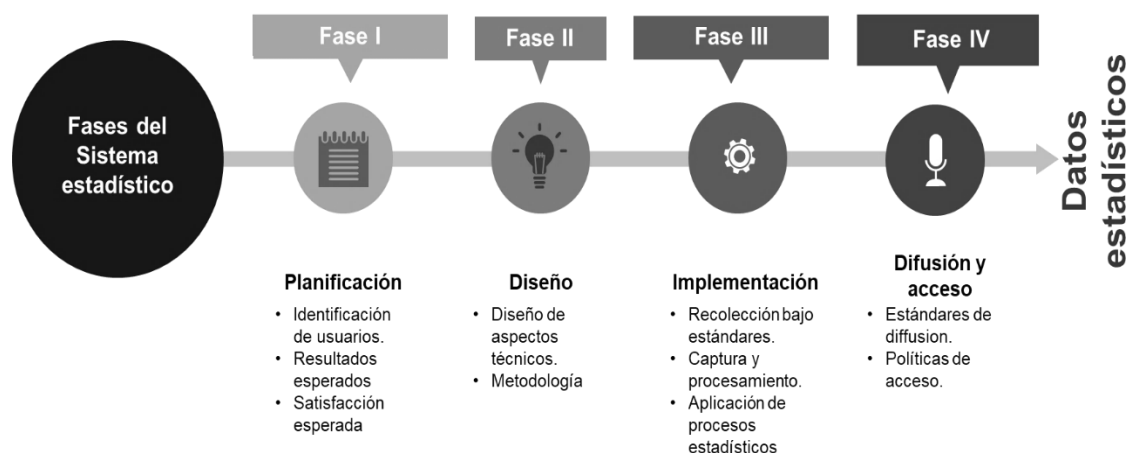 Fases del
Sistema
estadístico
Fase I
Planificación
• Identificación
de usuarios.
• Resultados
esperados
• Satisfacción
esperada
Fase II
Diseño
• Diseño de
aspectos
técnicos.
• Metodología
Fase III
Implementación
• Recolección bajo
estándares.
• Captura y
procesamiento.
• Aplicación de
procesos
estadísticos
Fase IV
Difusión y
acceso
• Estándares de
diffusion.
• Políticas de
acceso.
Datos
estadísticos